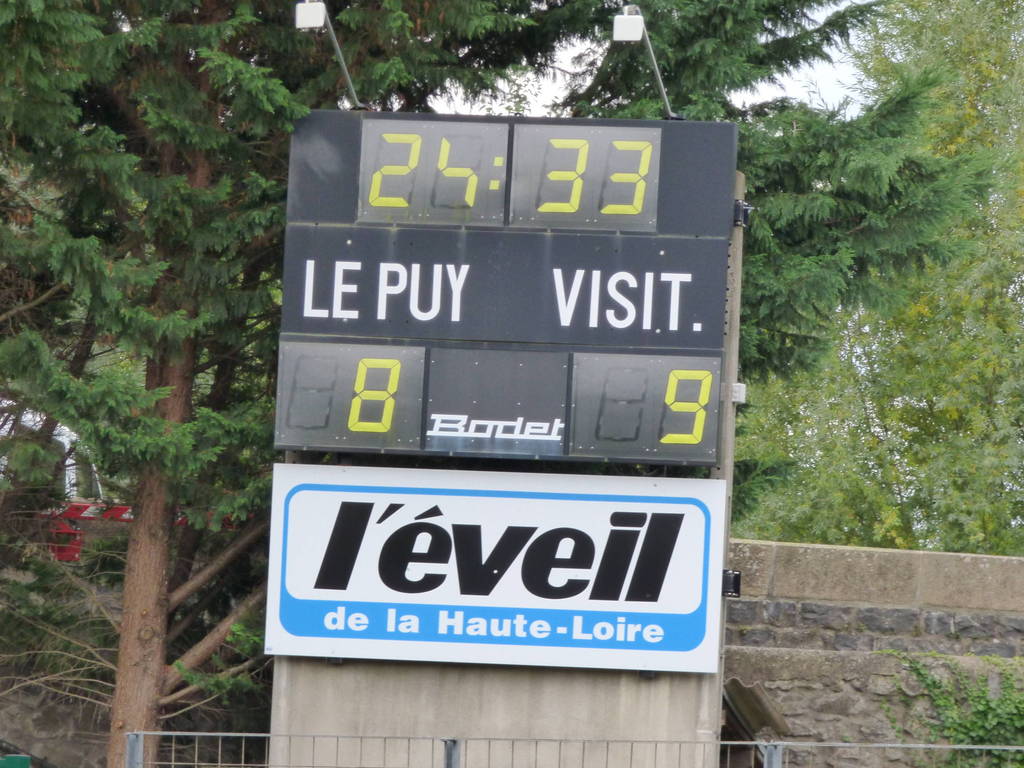 24:33
LE PUY VISIT.
8 9
Bodet
l'éveil
de la Haute-Loire